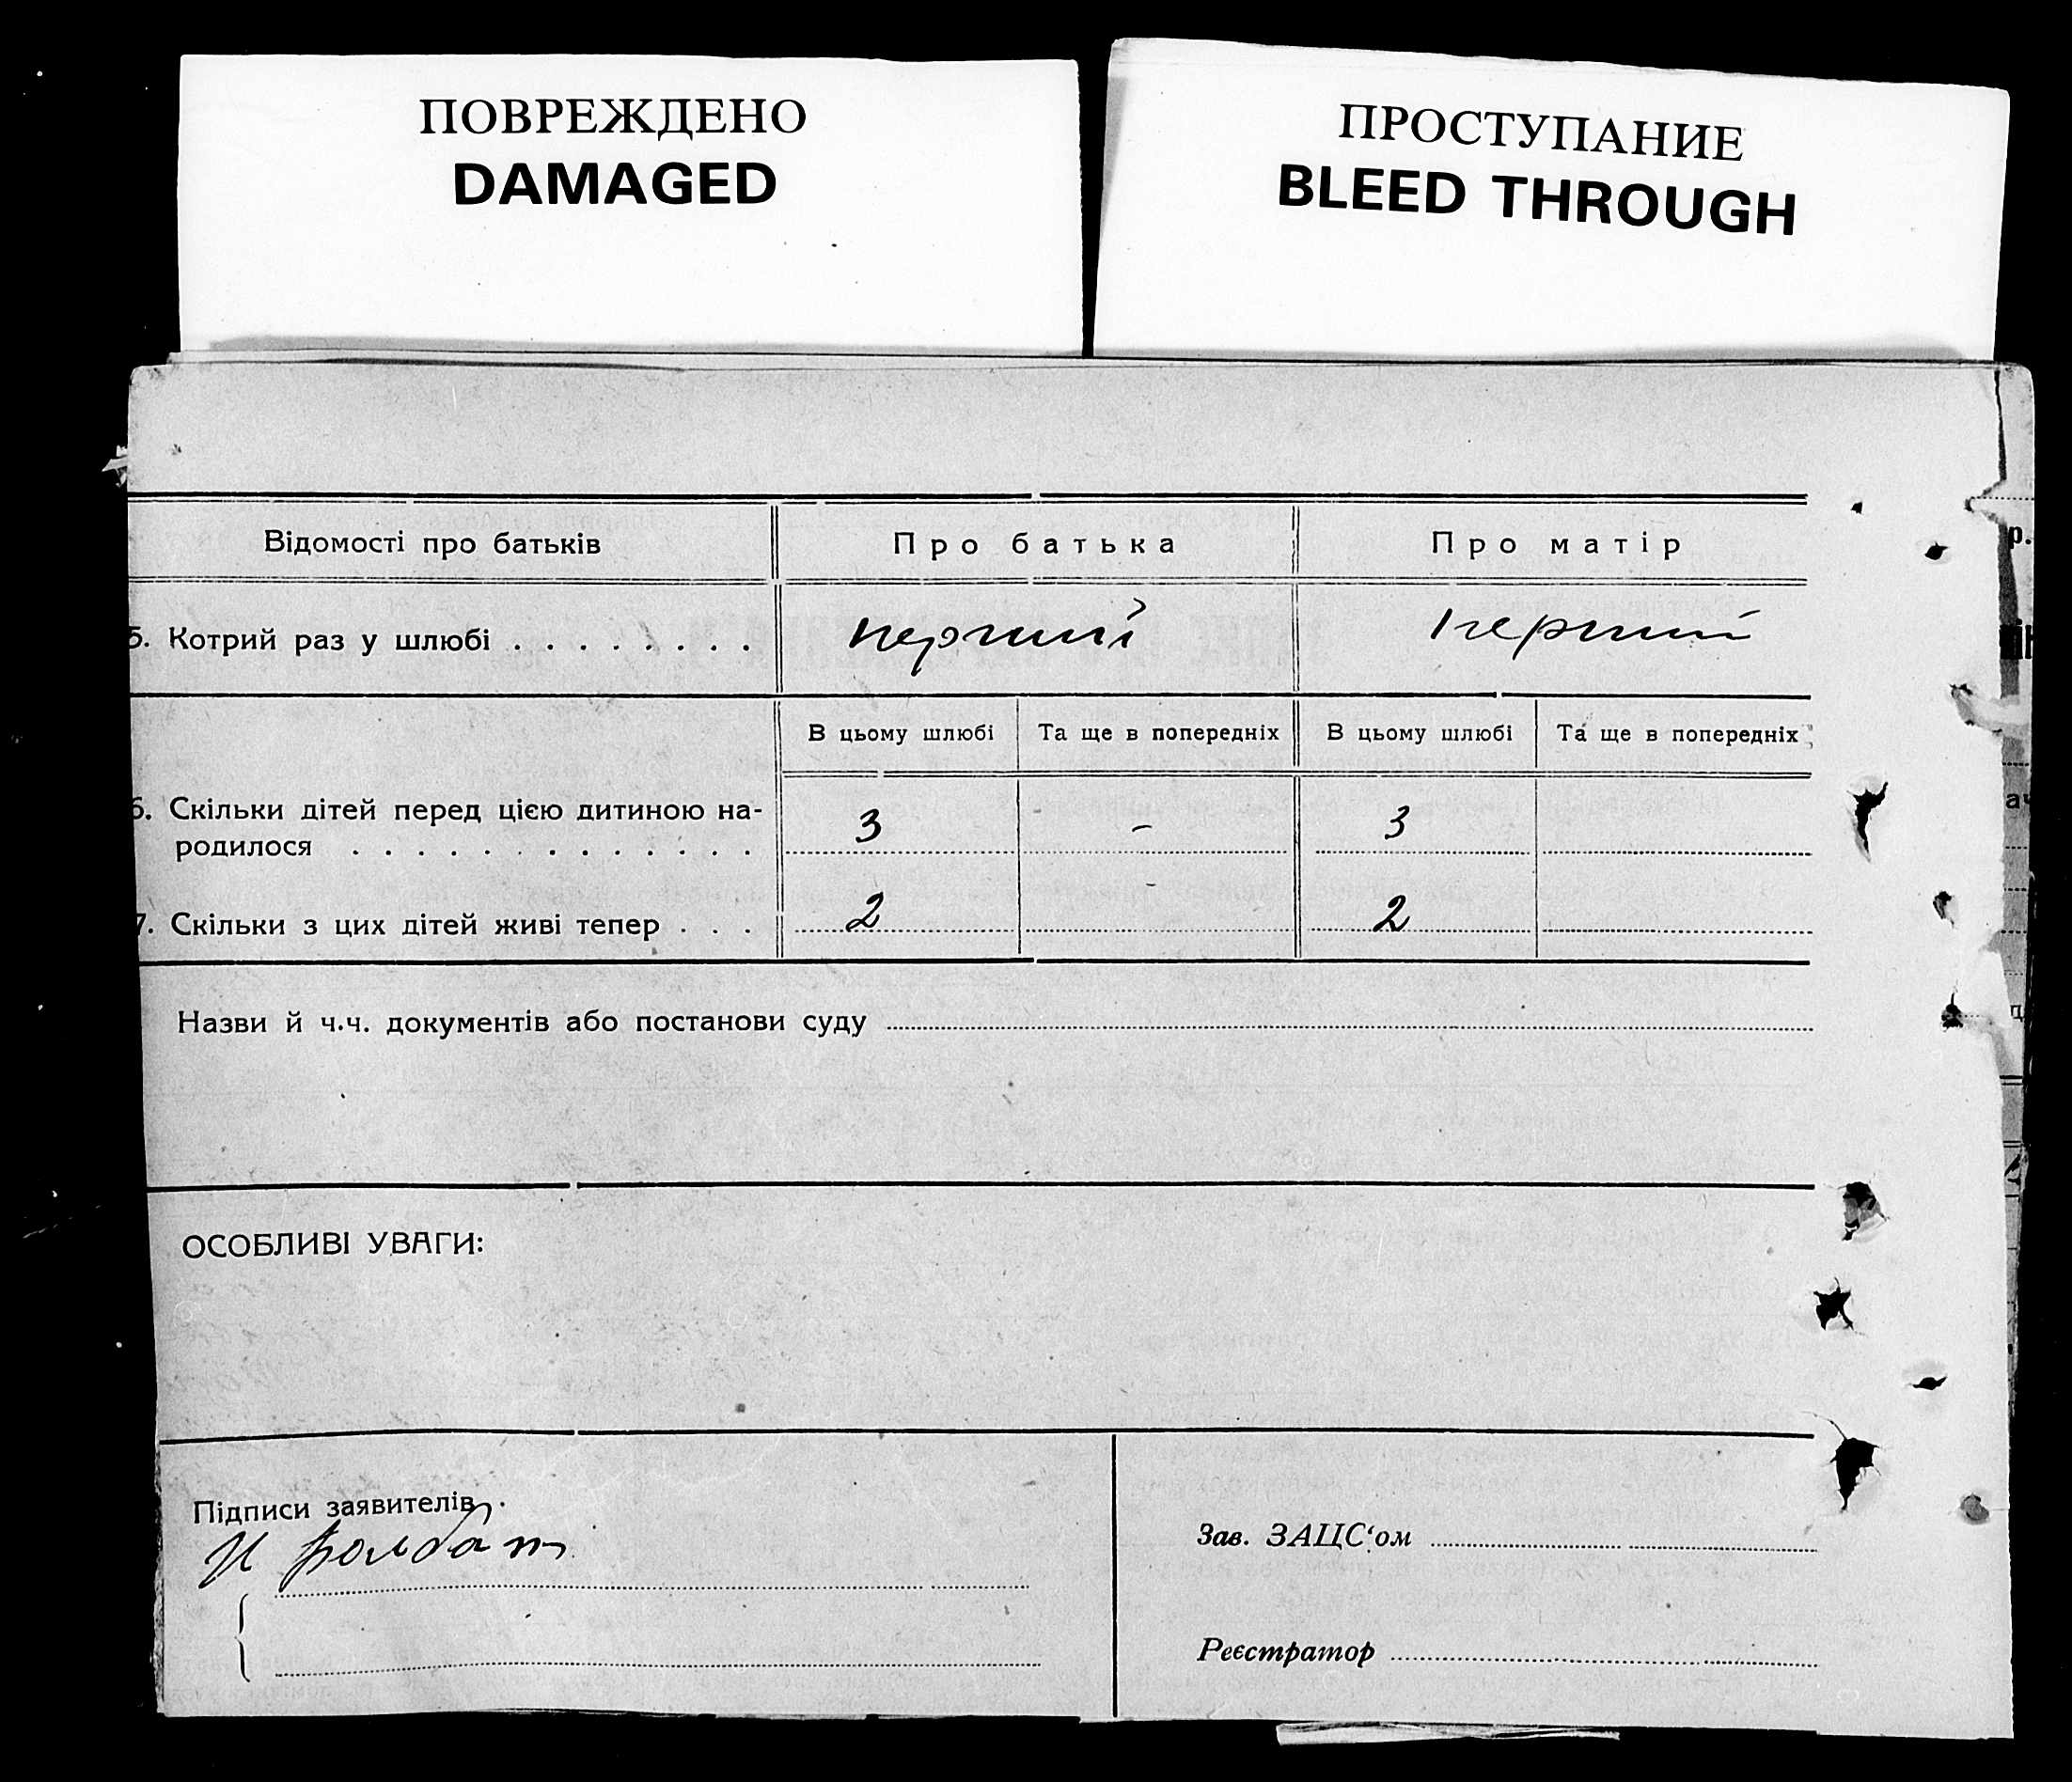 ПОВРЕЖДЕНО
DAMAGED
ПРОСТУПАНИЕ
BLEED THROUGH
Відомості про батьків Про батька Про матір
5. Котрий раз у шлюбі . . . . . . . . перший перший
В цьому шлюбі Та ще в попередніх В цьому шлюбі Та ще в попередніх
6. Скільки дітей перед цією дитиною на-
родилося . . . . . . . . . . . . . 3 - 3
7. Скільки з цих дітей живі тепер . . . 2 - 2
Назви й ч.ч. документів або постанови суду
ОСОБЛИВІ УВАГИ:
Підписи заявителів
Зав. ЗАЦС‘ом
Реєстратор